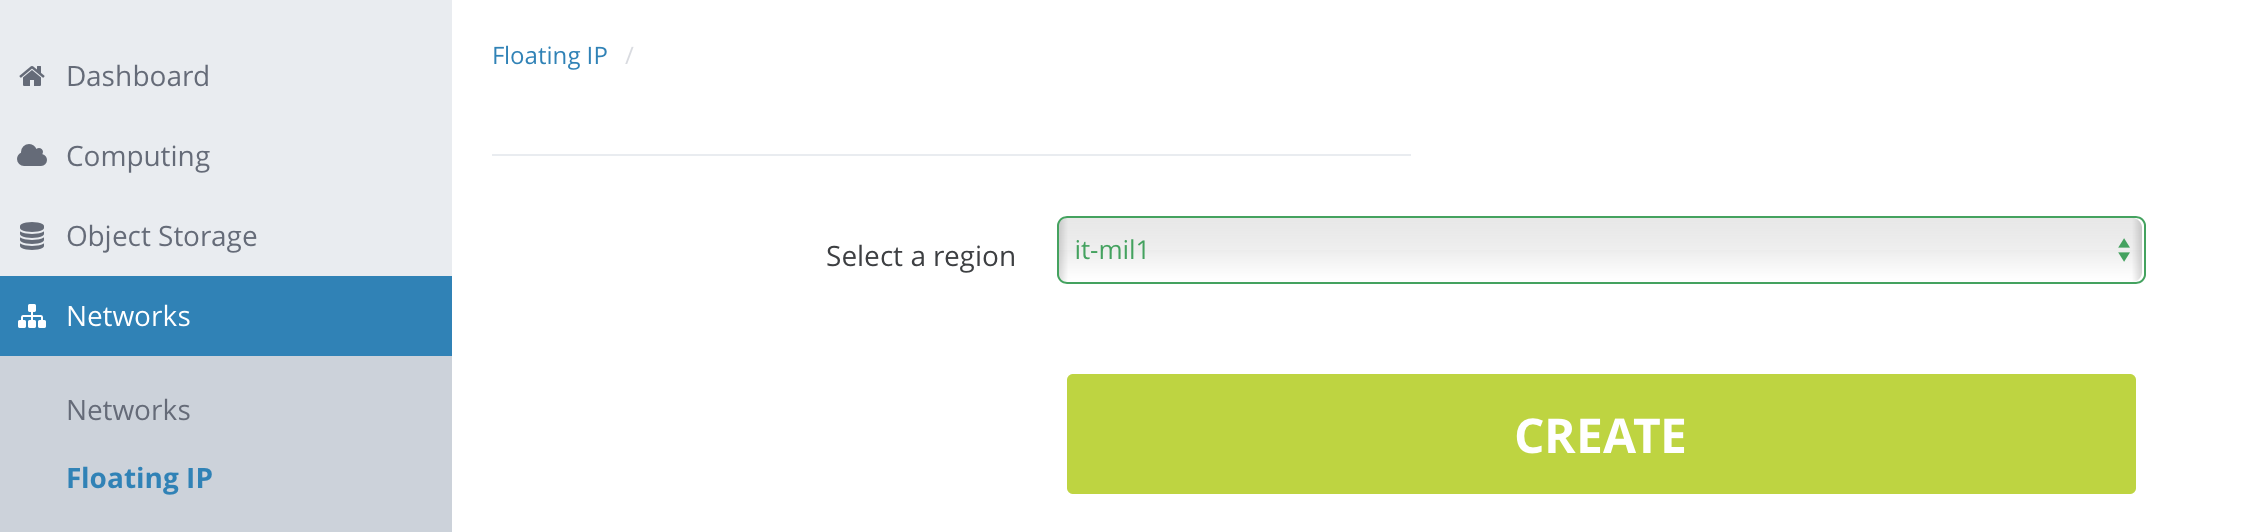 Dashboard
Computing
Object Storage
Networks
Networks
Floating IP
Floating IP /
Select a region
it-mil1
CREATE